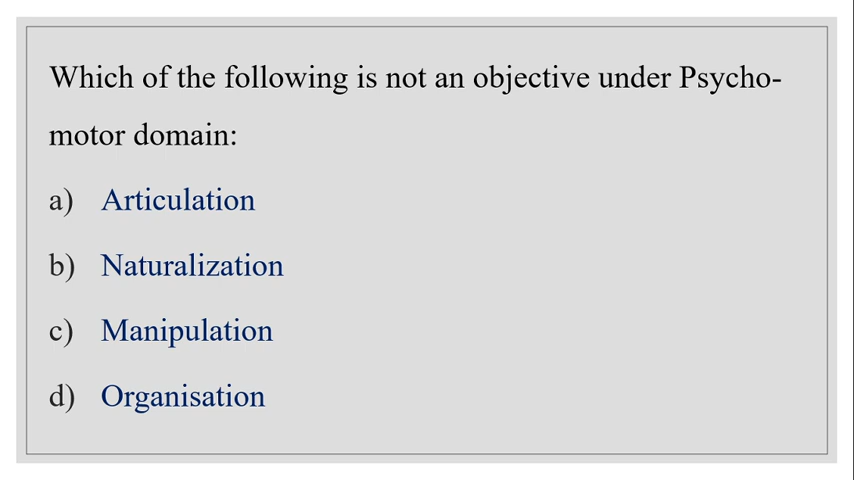 Which of the following is not an objective under Psycho-
motor domain:
a) Articulation
b) Naturalization
c) Manipulation
d) Organisation